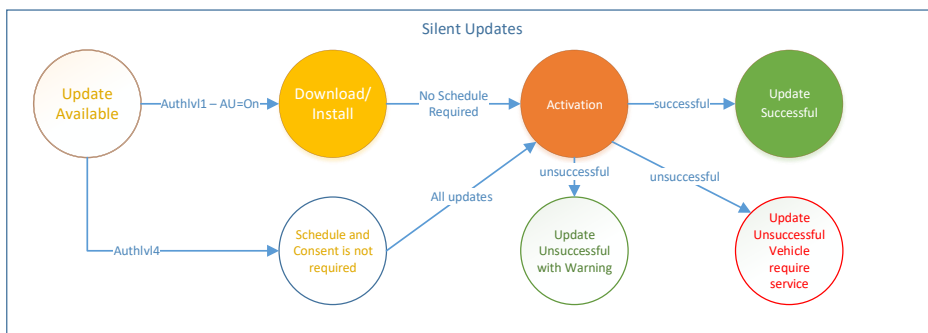 Silent Updates
Update
Available
Authlvl1 – AU=On
Download/
Install
No Schedule
Required
Activation
successful
Update
Successful
unsuccessful
unsuccessful
All updates
Authlvl4
Schedule and
Consent is not
required
Update
Unsuccessful
with Warning
Update
Unsuccessful
Vehicle
require
service